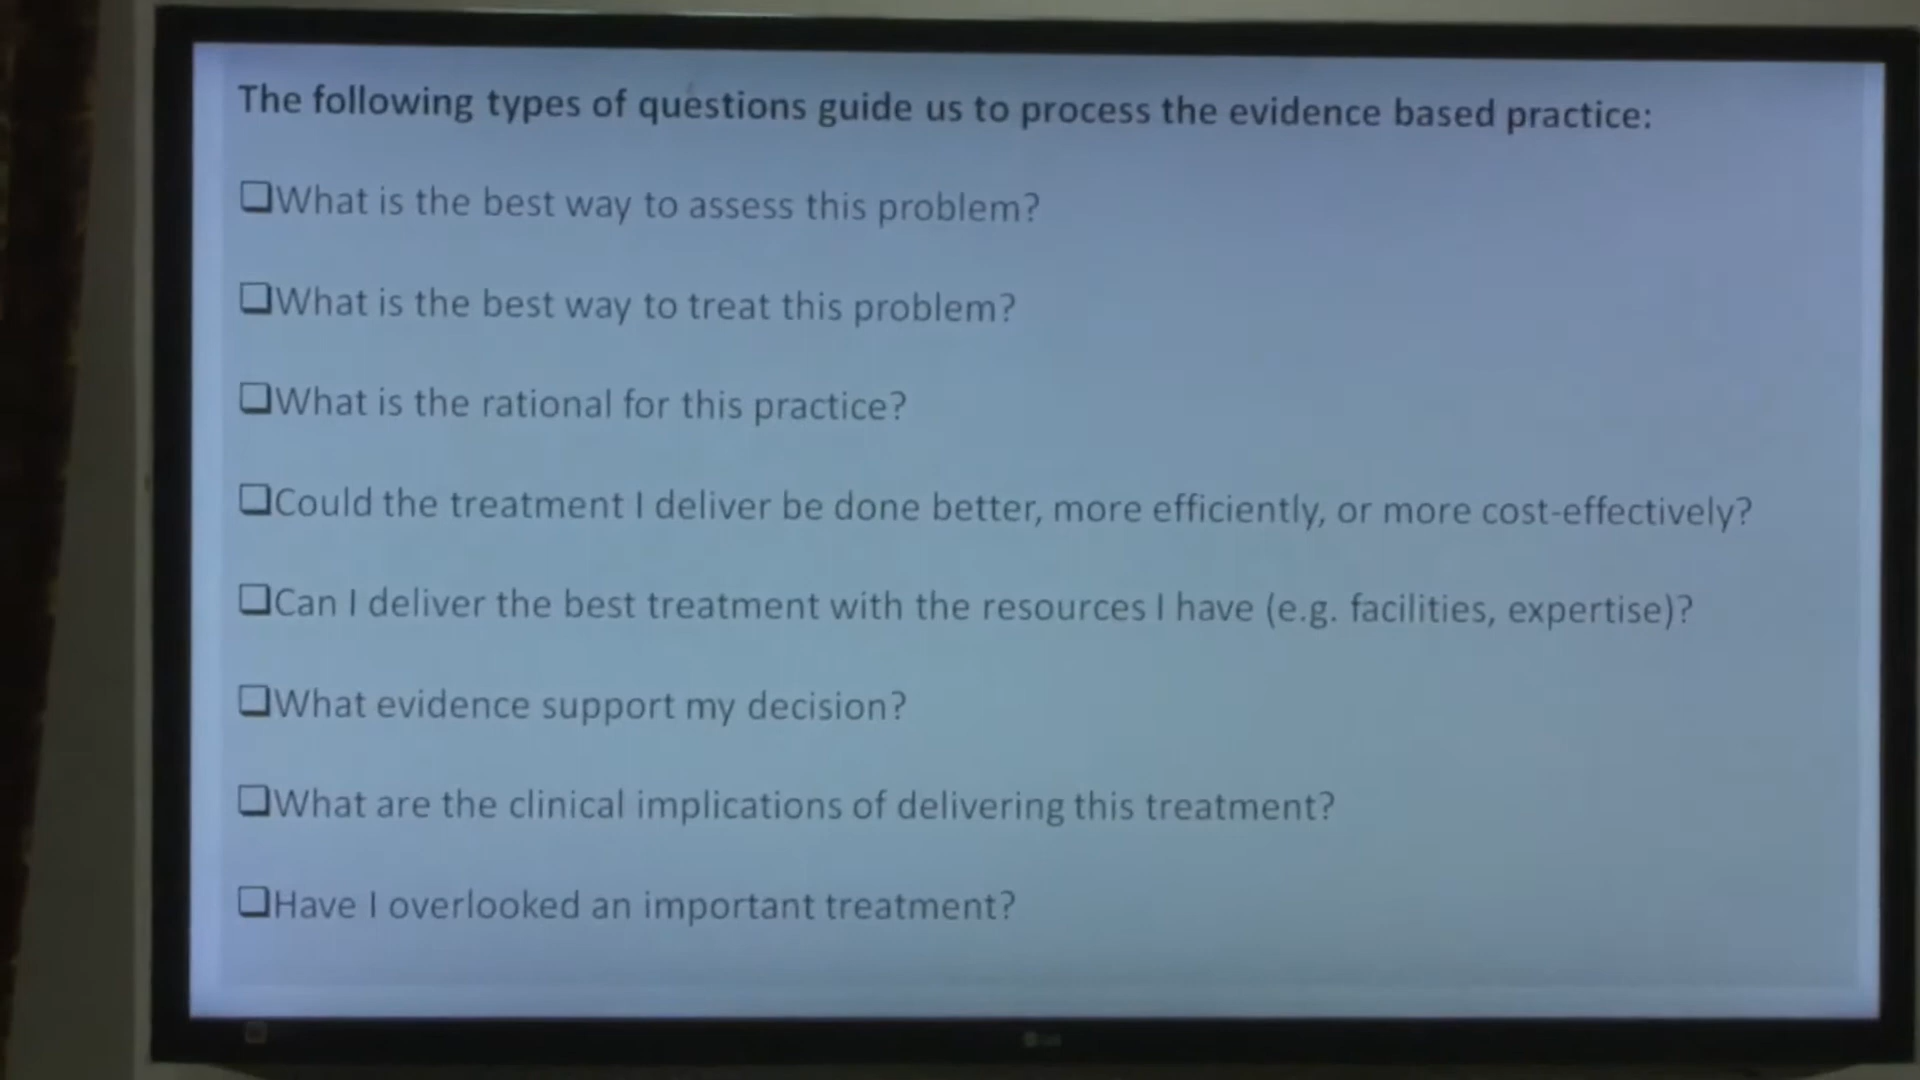 The following types of questions guide us to process the evidence based practice:
❑What is the best way to assess this problem?
❑What is the best way to treat this problem?
❑What is the rational for this practice?
❑Could the treatment I deliver be done better, more efficiently, or more cost-effectively?
❑Can I deliver the best treatment with the resources I have (e.g. facilities, expertise)?
❑What evidence support my decision?
❑What are the clinical implications of delivering this treatment?
❑Have I overlooked an important treatment?